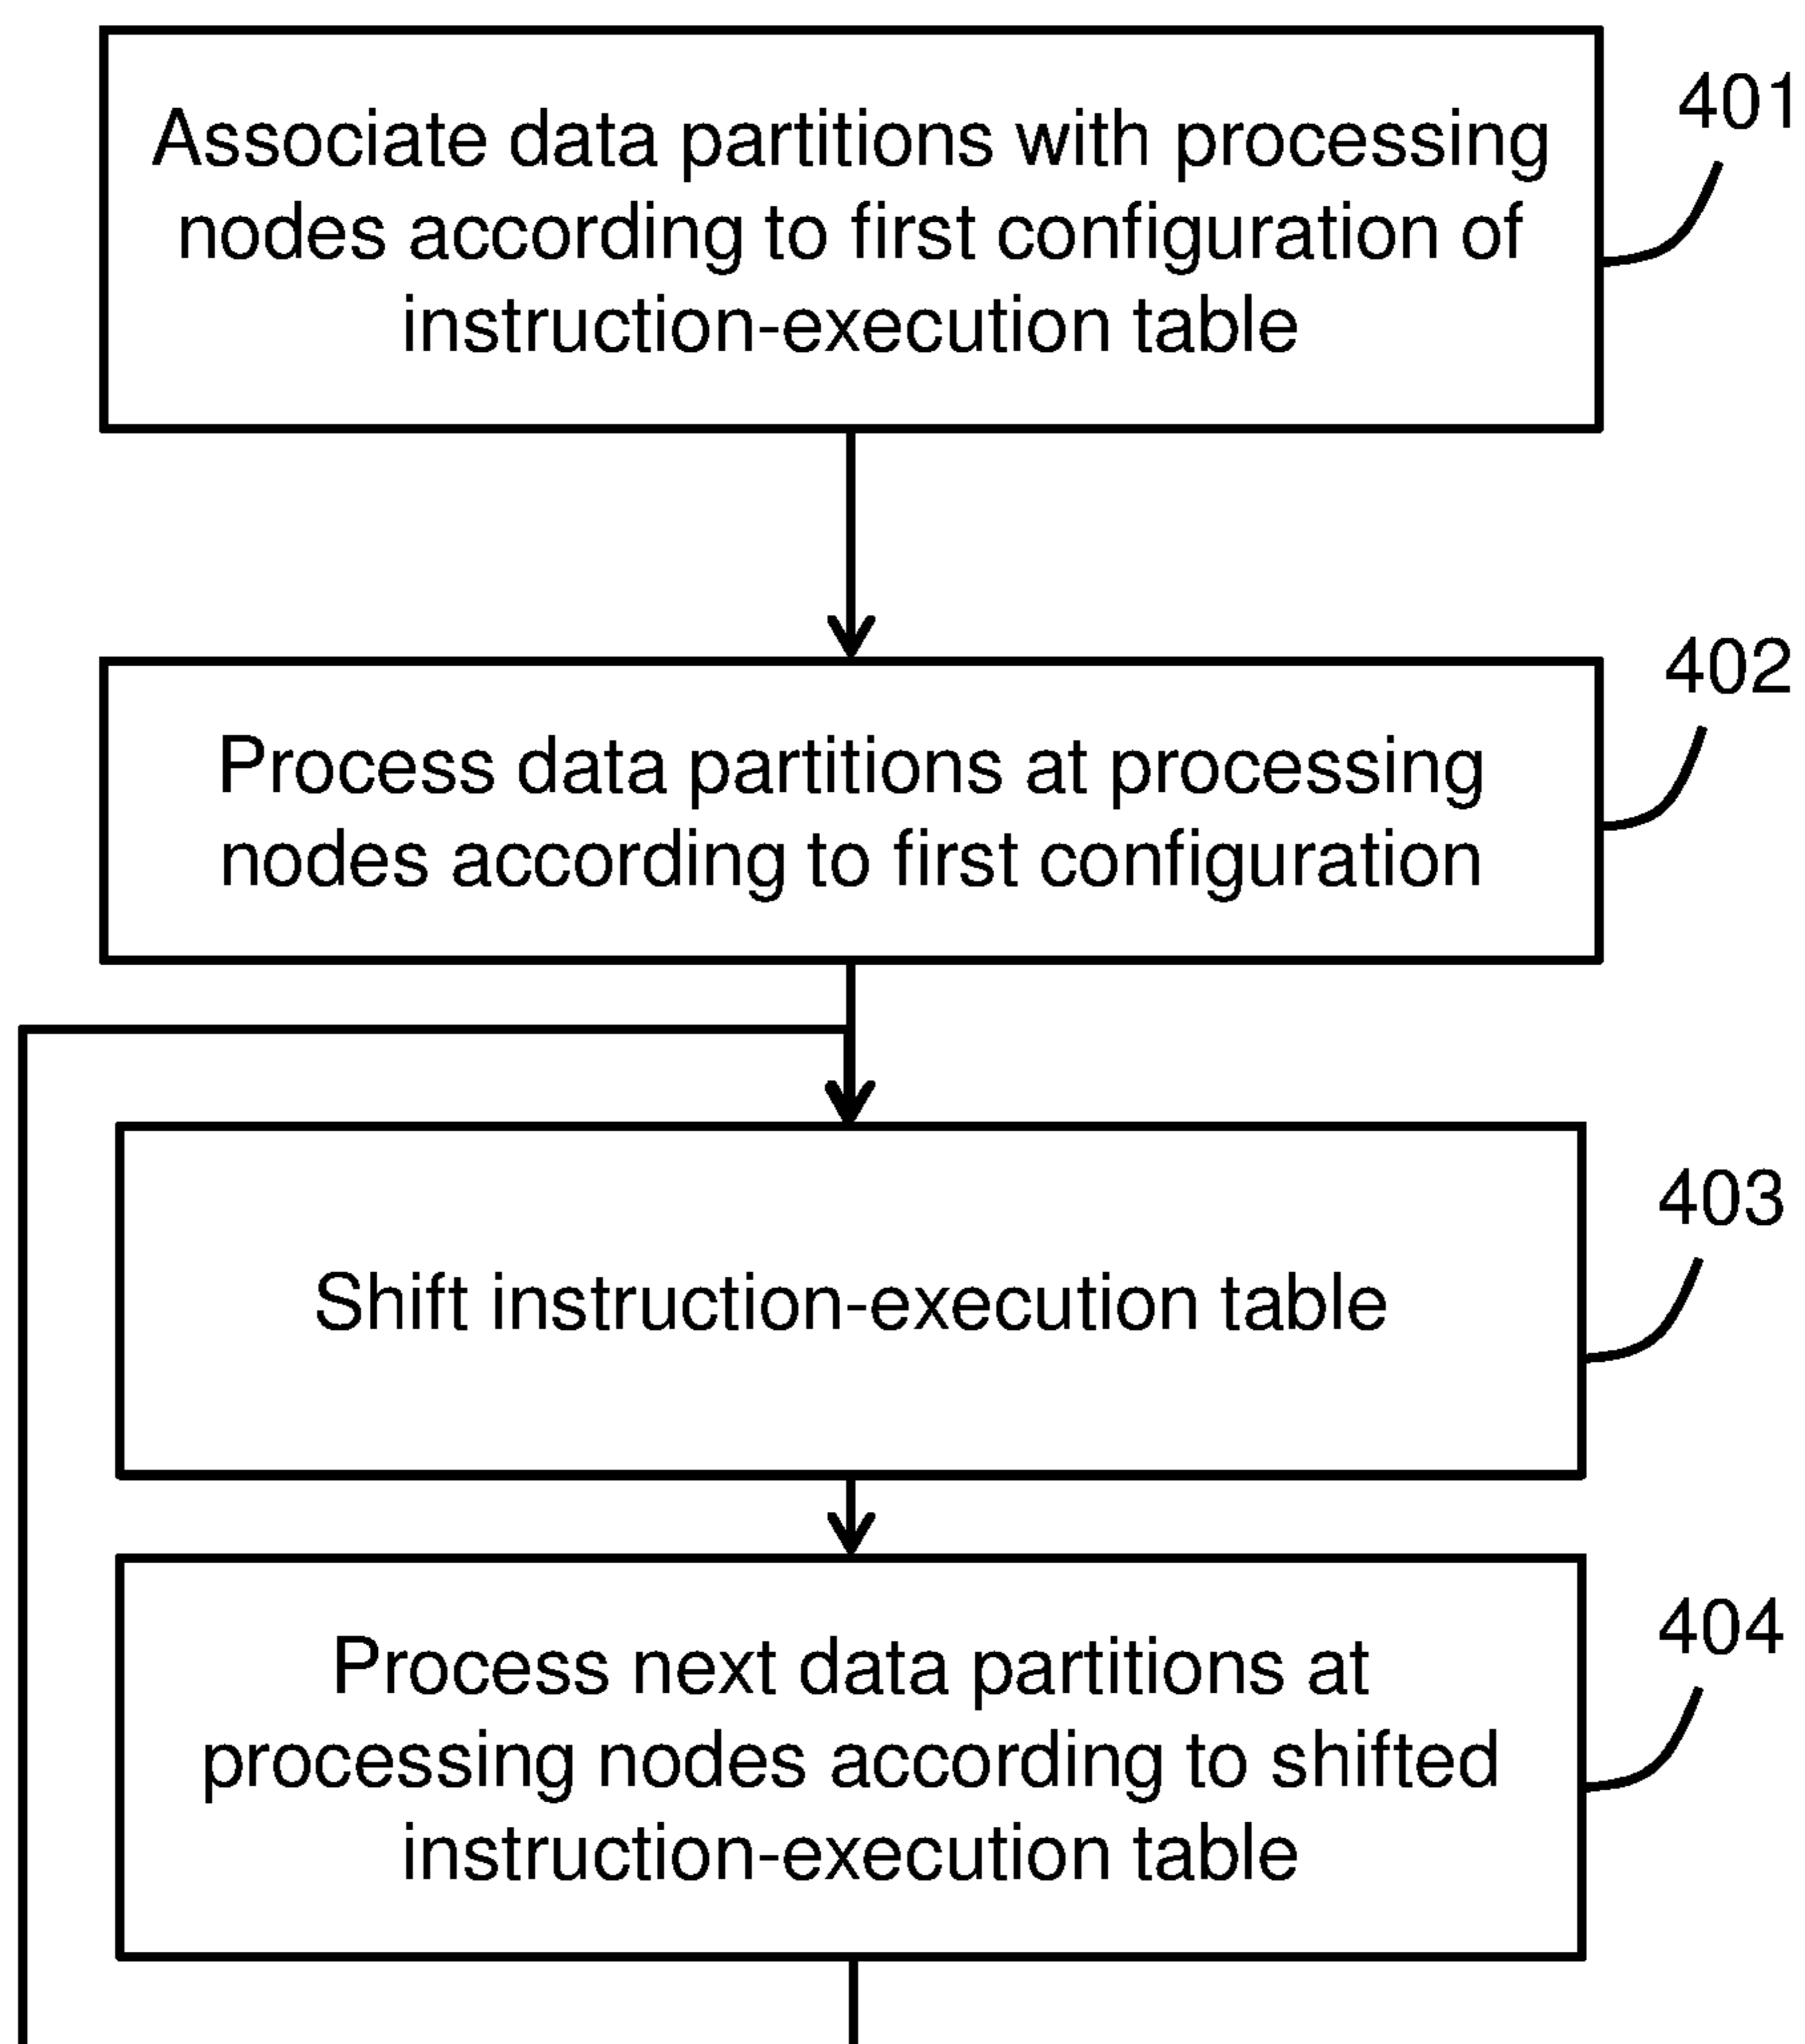 Associate data partitions with processing
nodes according to first configuration of
instruction-execution table
401
Process data partitions at processing
nodes according to first configuration
402
Shift instruction-execution table
403
Process next data partitions at
processing nodes according to shifted
instruction-execution table
404